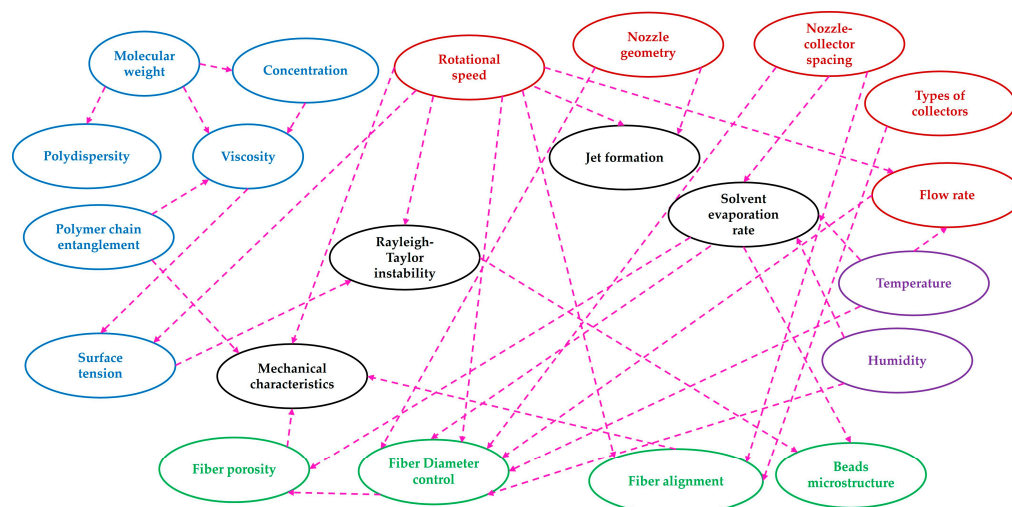 Molecular
weight
Concentration
Rotational
speed
Nozzle
geometry
Nozzle-
collector
spacing
Types of
collectors
Polydispersity
Viscosity
Jet formation
Solvent
evaporation
rate
Flow rate
Polymer chain
entanglement
Rayleigh-
Taylor
instability
Temperature
Surface
tension
Mechanical
characteristics
Humidity
Fiber porosity
Fiber Diameter
control
Fiber alignment
Beads
microstructure